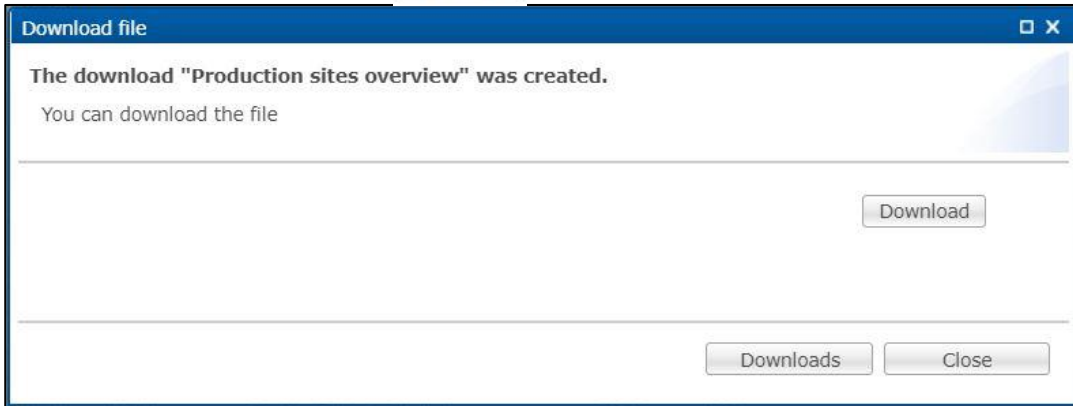 Download file
The download "Production sites overview" was created.
You can download the file
Download
Downloads Close